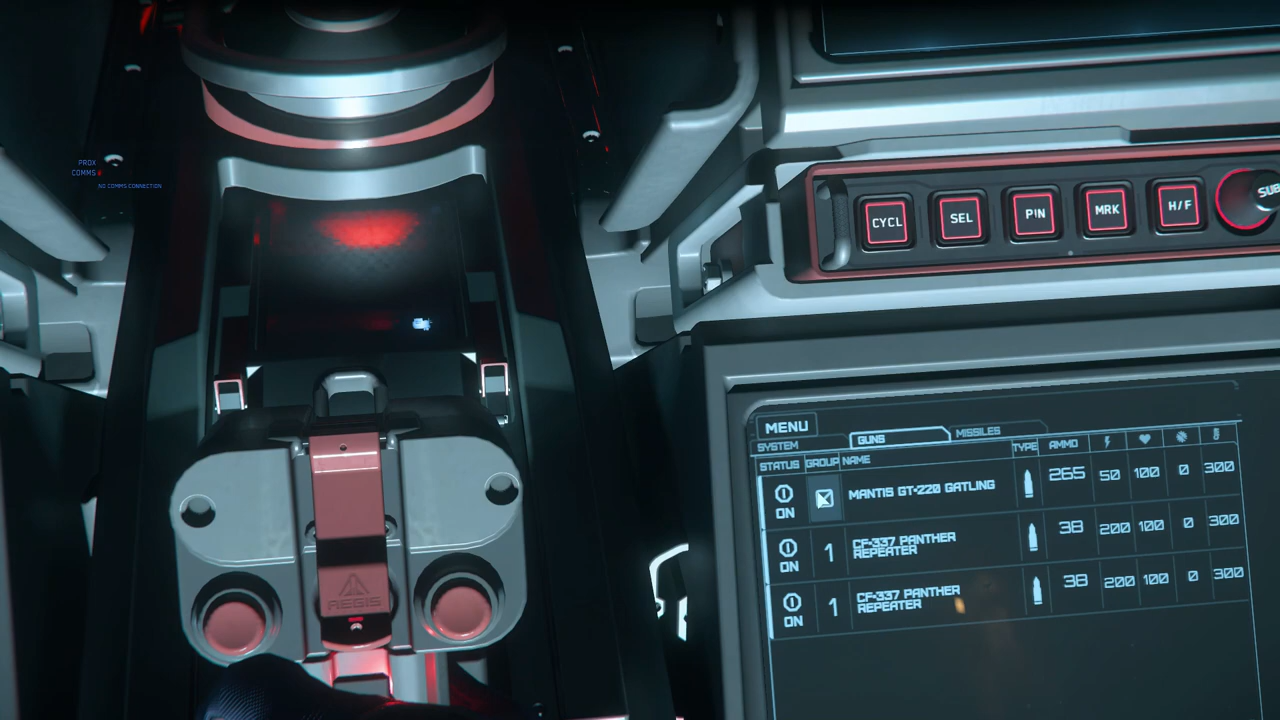 PROX
COMMS
NO COMMS CONNECTION
CYCL
SEL
PIN
MRK
H/F
SUB
MENU
SYSTEM
GUNS
MISSILES
STATUS GROUP NAME TYPE AMMO
ON MANTIS GT-220 GATLING 265 50 100 0 300
ON 1 CF-337 PANTHER REPEATER 38 200 100 0 300
ON 1 CF-337 PANTHER REPEATER 38 200 100 0 300
AEGIS